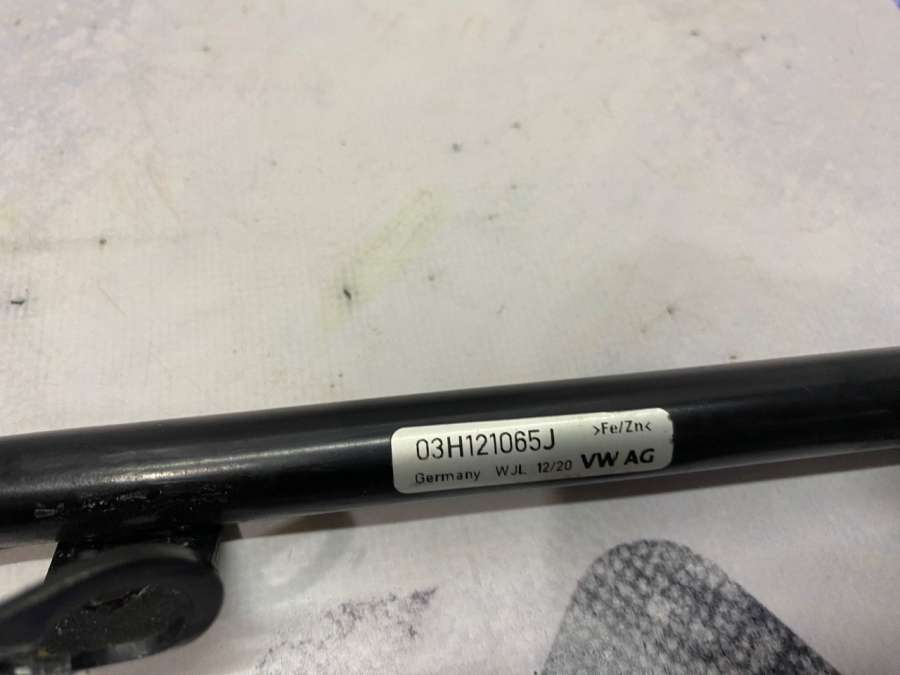 03H121065J >Fe/Zn<
Germany WJL 12/20 VW AG